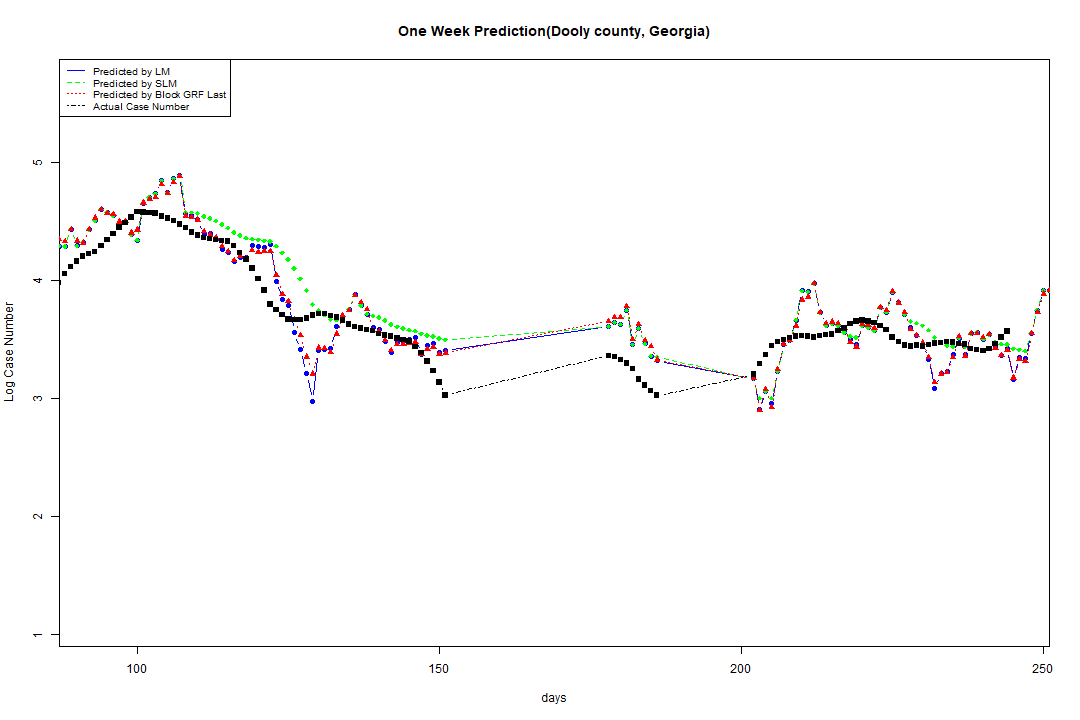 One Week Prediction(Dooly county, Georgia)
Predicted by LM
Predicted by SLM
Predicted by Block GRF Last
Actual Case Number
5
4
3
2
1
Log Case Number
100 150 200 250
days